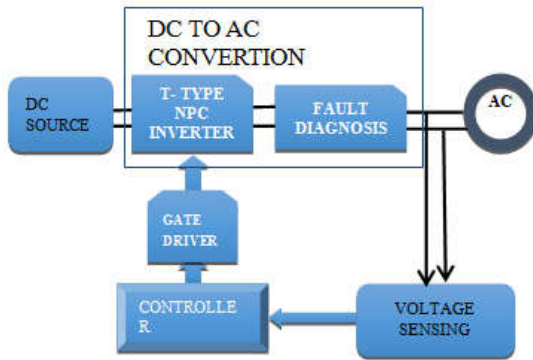 DC TO AC
CONVERTION
DC
SOURCE
T- TYPE
NPC
INVERTER
FAULT
DIAGNOSIS
AC
GATE
DRIVER
CONTROLLE
R.
VOLTAGE
SENSING